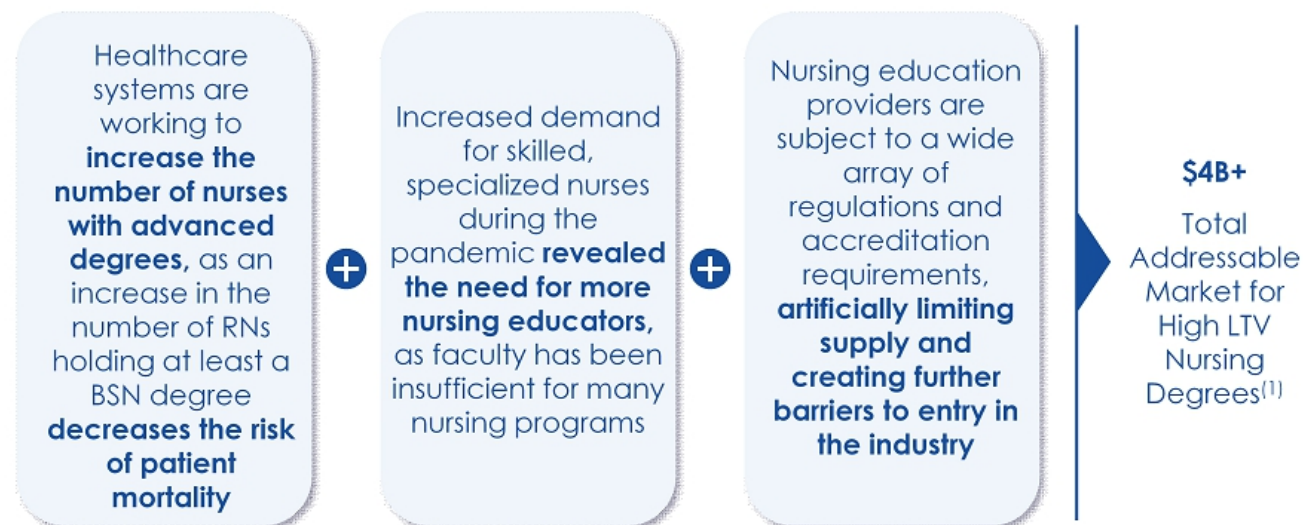 Healthcare
systems are
working to
increase the
number of nurses
with advanced
degrees, as an
increase in the
number of RNs
holding at least a
BSN degree
decreases the risk
of patient
mortality
+
Increased demand
for skilled,
specialized nurses
during the
pandemic revealed
the need for more
nursing educators,
as faculty has been
insufficient for many
nursing programs
+
Nursing education
providers are
subject to a wide
array of
regulations and
accreditation
requirements,
artificially limiting
supply and
creating further
barriers to entry in
the industry
$4B+
Total
Addressable
Market for
High LTV
Nursing
Degrees(1)